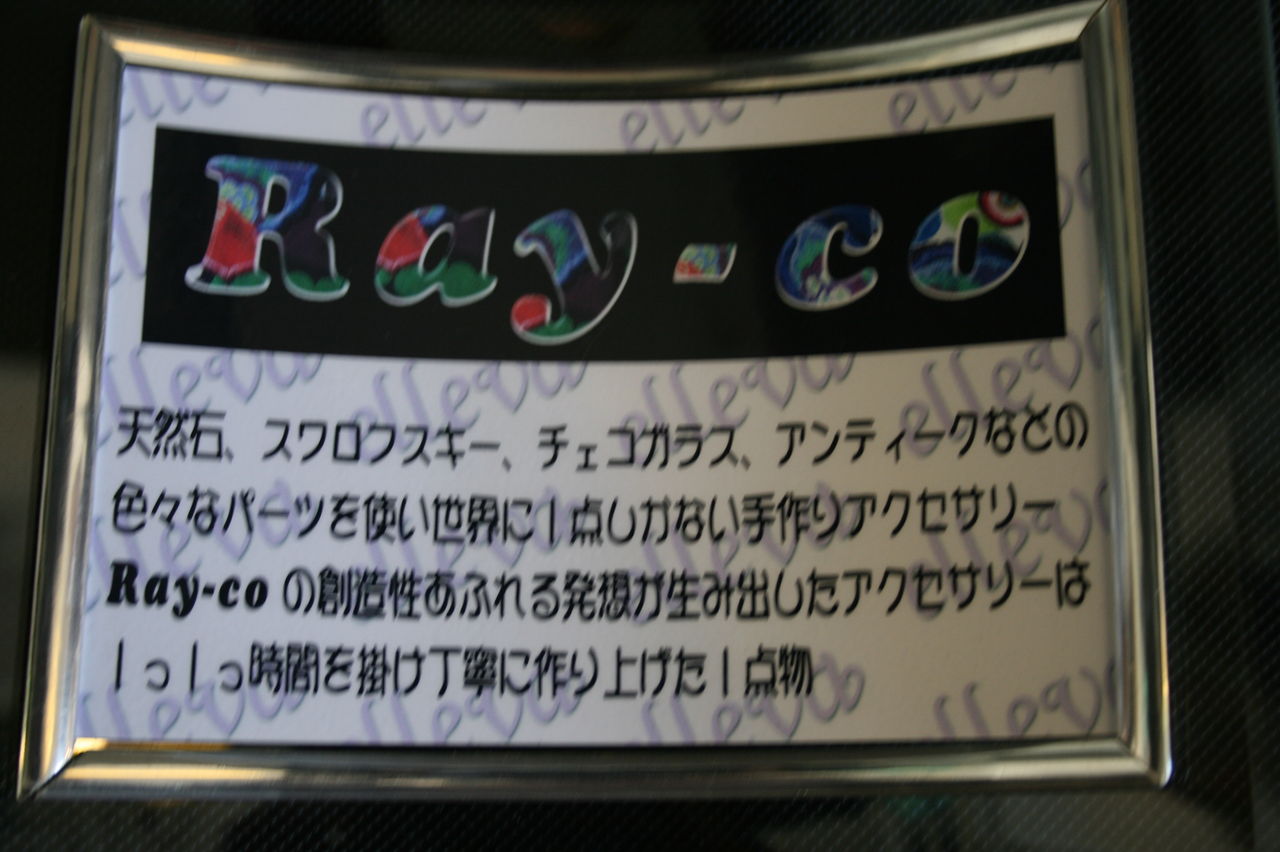 Ray-co
天然石、スワロフスキー、チェコガラス、アンティークなどの
色々なパーツを使い世界に1点しかない手作りアクセサリー
Ray-coの創造性あふれる発想が生み出したアクセサリーは
1っ1っ時間を掛け丁寧に作り上げた1点物